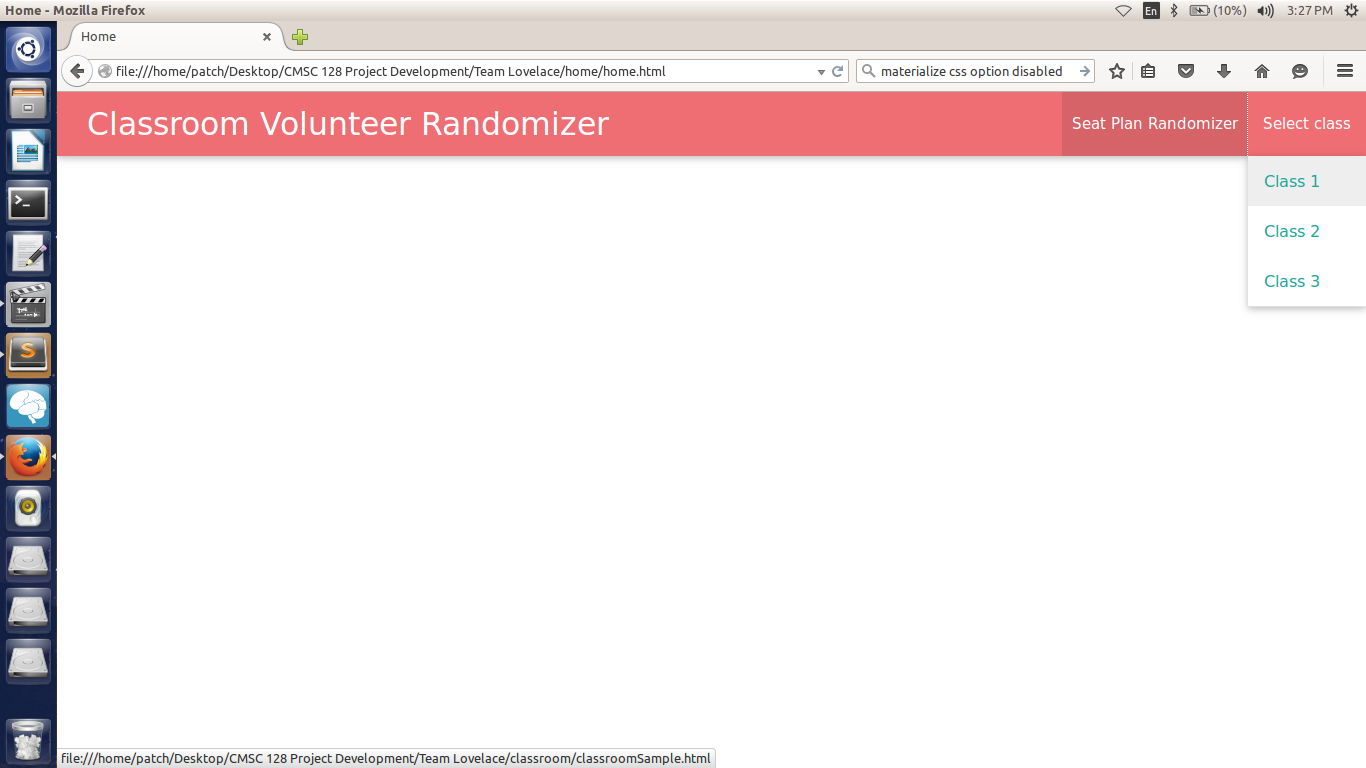 Home - Mozilla Firefox
En
(10%)
3:27 PM
Home
file:///home/patch/Desktop/CMSC 128 Project Development/Team Lovelace/home/home.html
materialize css option disabled
Classroom Volunteer Randomizer
Seat Plan Randomizer
Select class
Class 1
Class 2
Class 3
S
file:///home/patch/Desktop/CMSC 128 Project Development/Team Lovelace/classroom/classroomSample.html